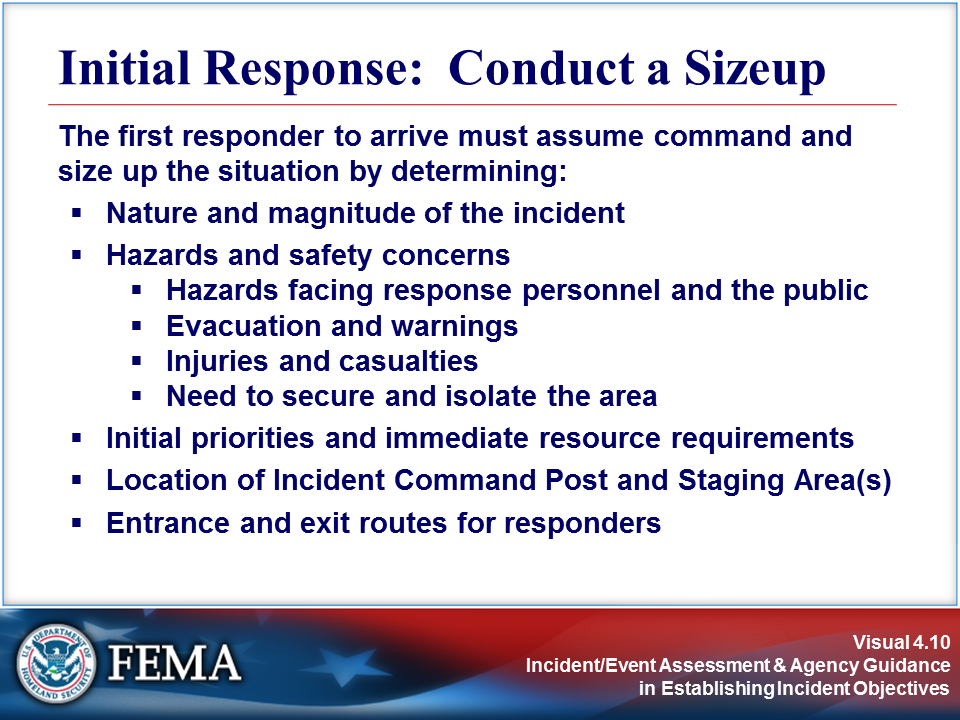 Initial Response:  Conduct a Sizeup
The first responder to arrive must assume command and
size up the situation by determining:
▪ Nature and magnitude of the incident
▪ Hazards and safety concerns
▪ Hazards facing response personnel and the public
▪ Evacuation and warnings
▪ Injuries and casualties
▪ Need to secure and isolate the area
▪ Initial priorities and immediate resource requirements
▪ Location of Incident Command Post and Staging Area(s)
▪ Entrance and exit routes for responders
U.S. DEPARTMENT OF
HOMELAND SECURITY
FEMA
Visual 4.10
Incident/Event Assessment & Agency Guidance
in Establishing Incident Objectives